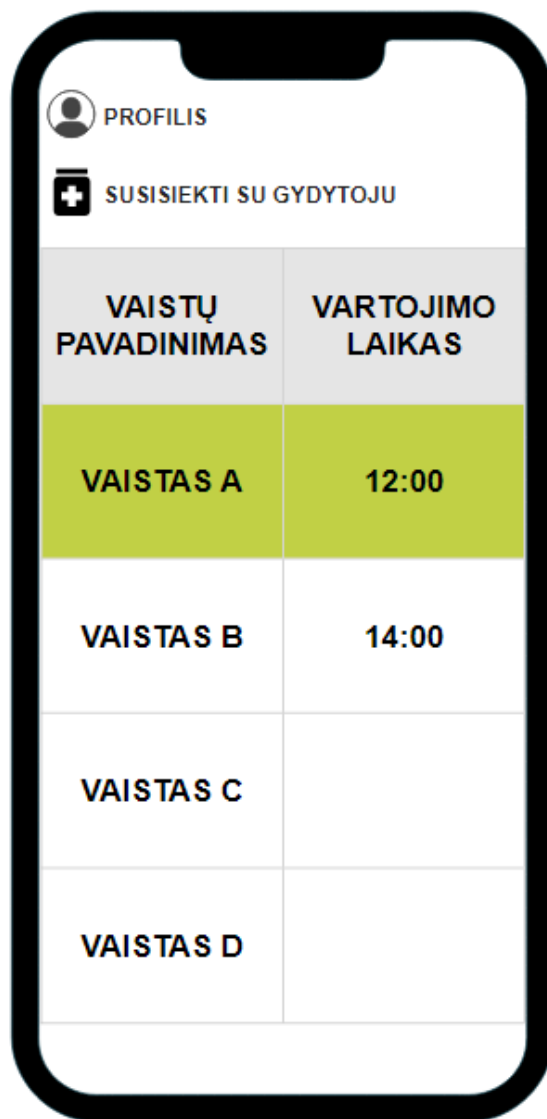 PROFILIS
SUSISIEKTI SU GYDYTOJU
VAISTŲ
PAVADINIMAS
VARTOJIMO
LAIKAS
VAISTAS A
12:00
VAISTAS B
14:00
VAISTAS C
VAISTAS D